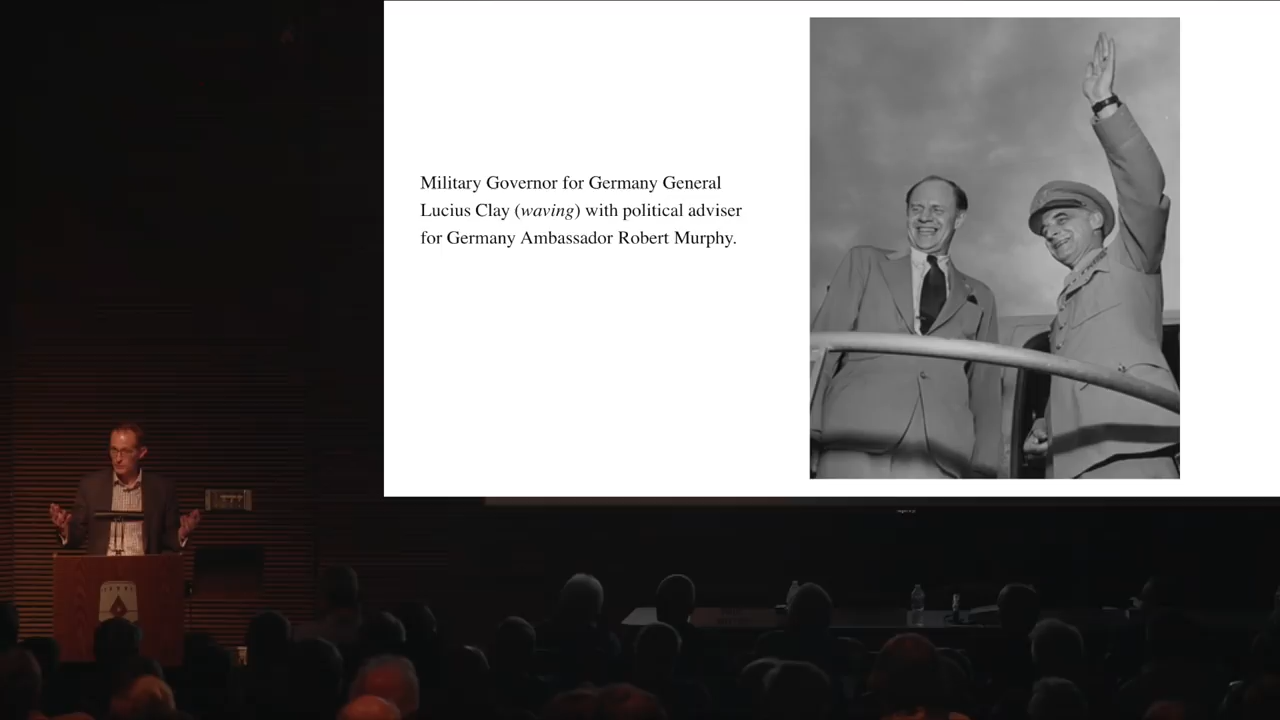 Military Governor for Germany General
Lucius Clay (waving) with political adviser
for Germany Ambassador Robert Murphy.